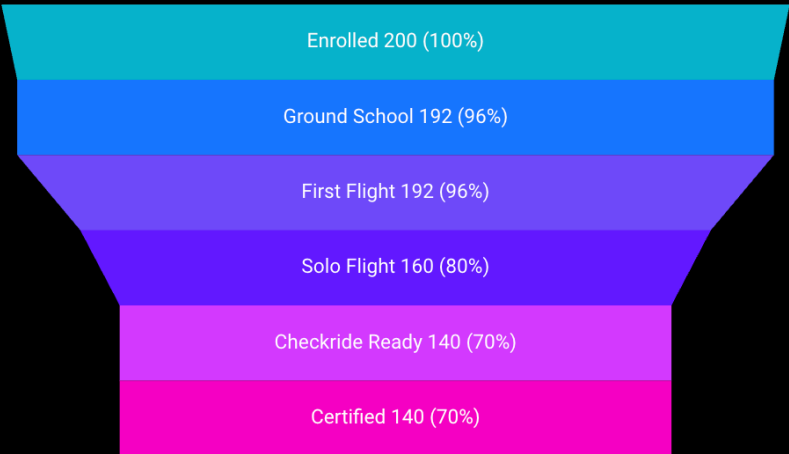 Enrolled 200 (100%)
Ground School 192 (96%)
First Flight 192 (96%)
Solo Flight 160 (80%)
Checkride Ready 140 (70%)
Certified 140 (70%)